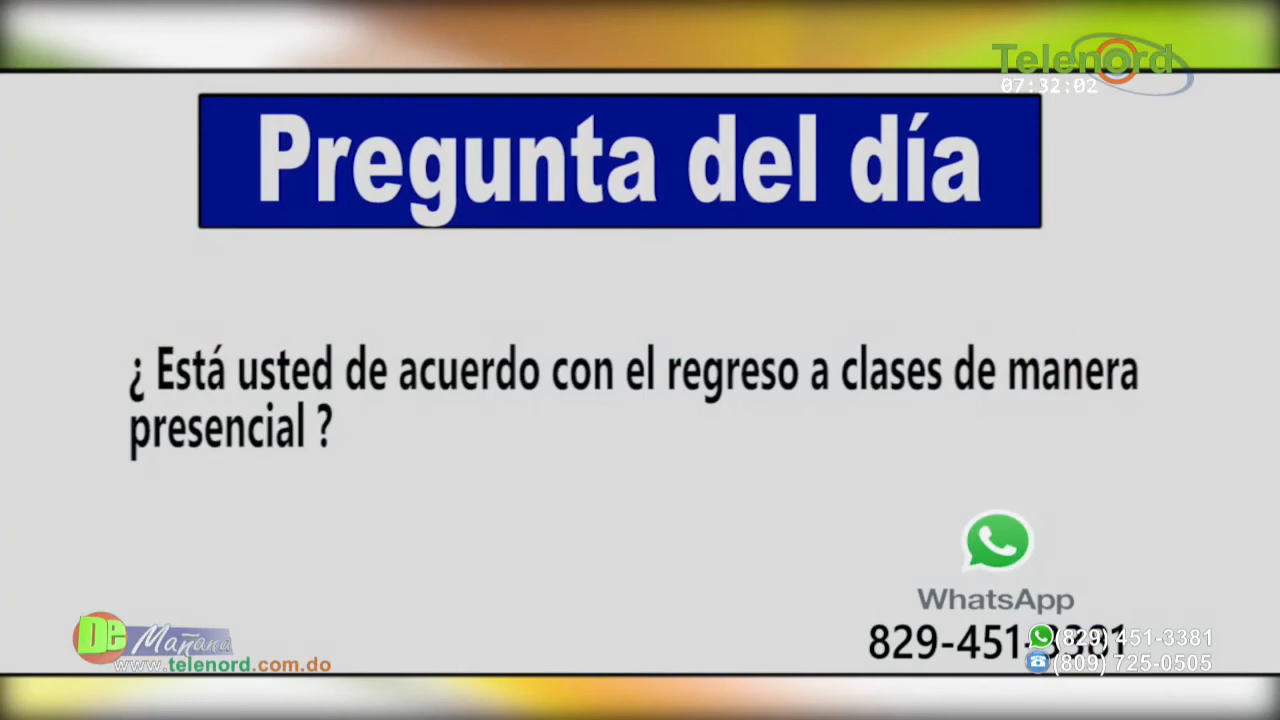 Telenord
07:32:02
Pregunta del día
¿ Está usted de acuerdo con el regreso a clases de manera
presencial ?
WhatsApp
829-451-3381
(829) 451-3381
(809) 725-0505
De Mañana
www.telenord.com.do